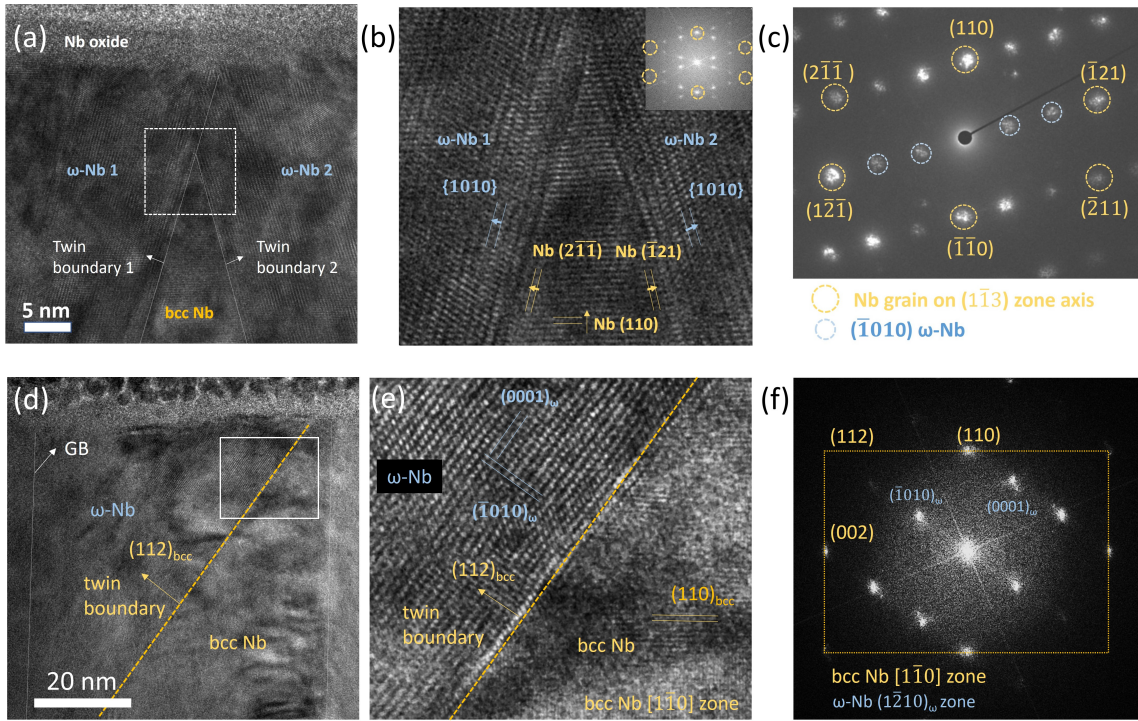 (a)
Nb oxide
ω-Nb 1
ω-Nb 2
Twin
boundary 1
Twin
boundary 2
bcc Nb
5 nm
(b)
ω-Nb 1
ω-Nb 2
{1010}
{1010}
Nb (21̅1̅)
Nb (1̅21)
Nb (110)
(c)
(110)
(21̅1̅)
(1̅21)
(12̅1̅)
(2̅11)
(1̅1̅0)
Nb grain on (11̅3) zone axis
(1̅010) ω-Nb
(d)
GB
ω-Nb
(112)bcc
twin
boundary
bcc Nb
20 nm
(e)
(0001)ω
ω-Nb
(1̅010)ω
(112)bcc
twin
boundary
(110)bcc
bcc Nb
bcc Nb [11̅0] zone
(f)
(112)
(110)
(1̅010)ω
(0001)ω
(002)
bcc Nb [11̅0] zone
ω-Nb (12̅10)ω zone